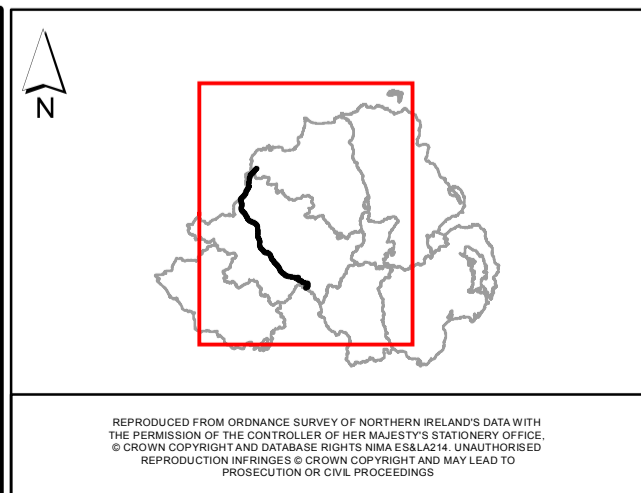 N
REPRODUCED FROM ORDNANCE SURVEY OF NORTHERN IRELAND'S DATA WITH
THE PERMISSION OF THE CONTROLLER OF HER MAJESTY'S STATIONERY OFFICE,
© CROWN COPYRIGHT AND DATABASE RIGHTS NIMA ES&LA214. UNAUTHORISED
REPRODUCTION INFRINGES © CROWN COPYRIGHT AND MAY LEAD TO
PROSECUTION OR CIVIL PROCEEDINGS